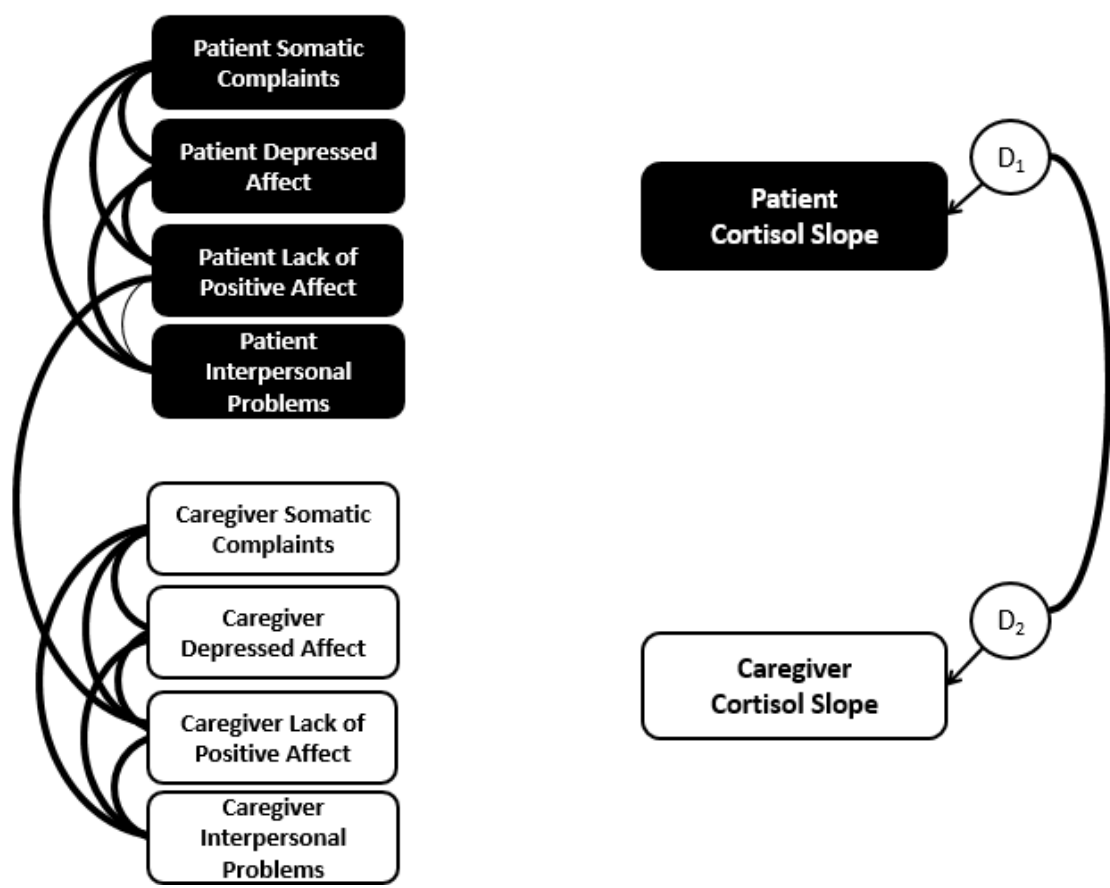 Patient Somatic
Complaints
Patient Depressed
Affect
Patient Lack of
Positive Affect
Patient
Interpersonal
Problems
Caregiver Somatic
Complaints
Caregiver
Depressed Affect
Caregiver Lack of
Positive Affect
Caregiver
Interpersonal
Problems
D₁
Patient
Cortisol Slope
D₂
Caregiver
Cortisol Slope